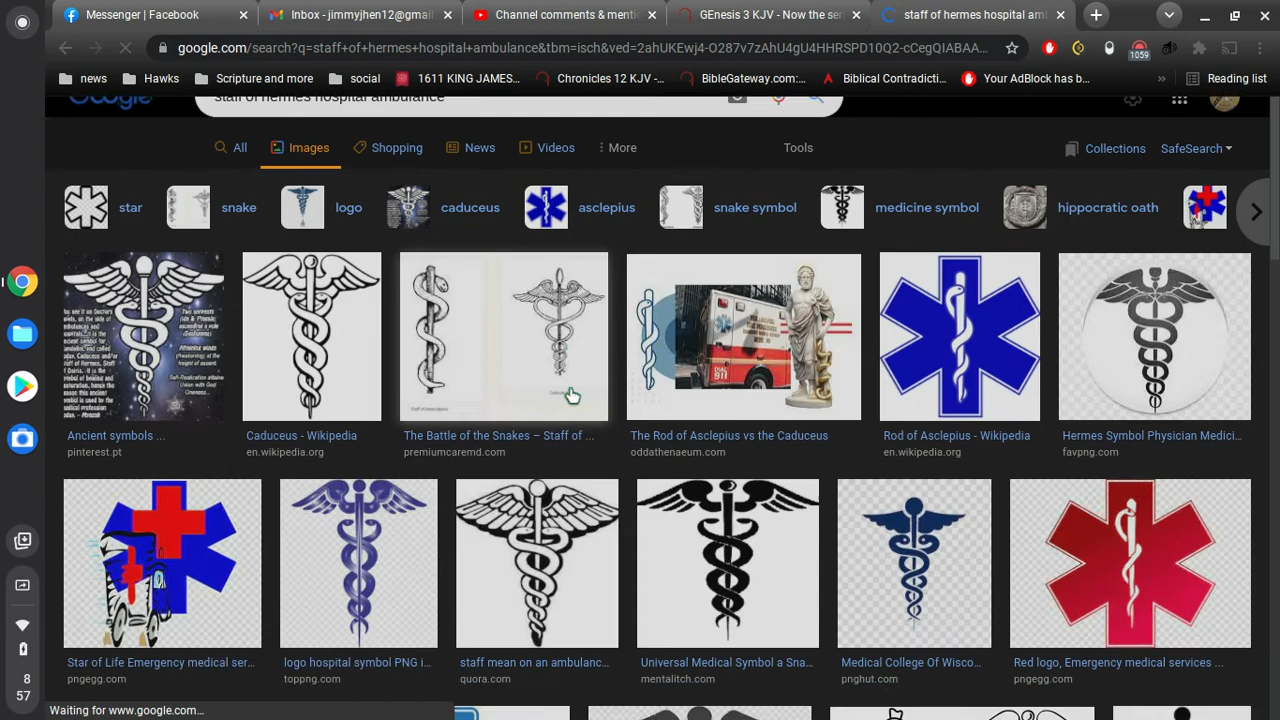 Messenger | Facebook
Inbox - jimmyjhen12@gmail
Channel comments & mentic
GEnesis 3 KJV - Now the ser
staff of hermes hospital am
google.com/search?q=staff+of+hermes+hospital+ambulance&tbm=isch&ved=2ahUKEwj4-O287v7zAhU4gU4HHRSPD10Q2-cCegQIABAA...
1059
news
Hawks
Scripture and more
social
1611 KING JAMES...
Chronicles 12 KJV -...
BibleGateway.com:...
Biblical Contradicti...
Your AdBlock has b...
»
Reading list
Google
staff of hermes hospital ambulance
All
Images
Shopping
News
Videos
More
Tools
Collections
SafeSearch
star
snake
logo
caduceus
asclepius
snake symbol
medicine symbol
hippocratic oath
DIAL
911
Ancient symbols ...
pinterest.pt
Caduceus - Wikipedia
en.wikipedia.org
The Battle of the Snakes – Staff of ...
premiumcaremd.com
The Rod of Asclepius vs the Caduceus
oddathenaeum.com
Rod of Asclepius - Wikipedia
en.wikipedia.org
Hermes Symbol Physician Medici...
favpng.com
Star of Life Emergency medical ser...
pngegg.com
logo hospital symbol PNG i...
toppng.com
staff mean on an ambulanc...
quora.com
Universal Medical Symbol a Sna...
mentalitch.com
Medical College Of Wisco...
pnghut.com
Red logo, Emergency medical services ...
pngegg.com
8
57
Waiting for www.google.com...